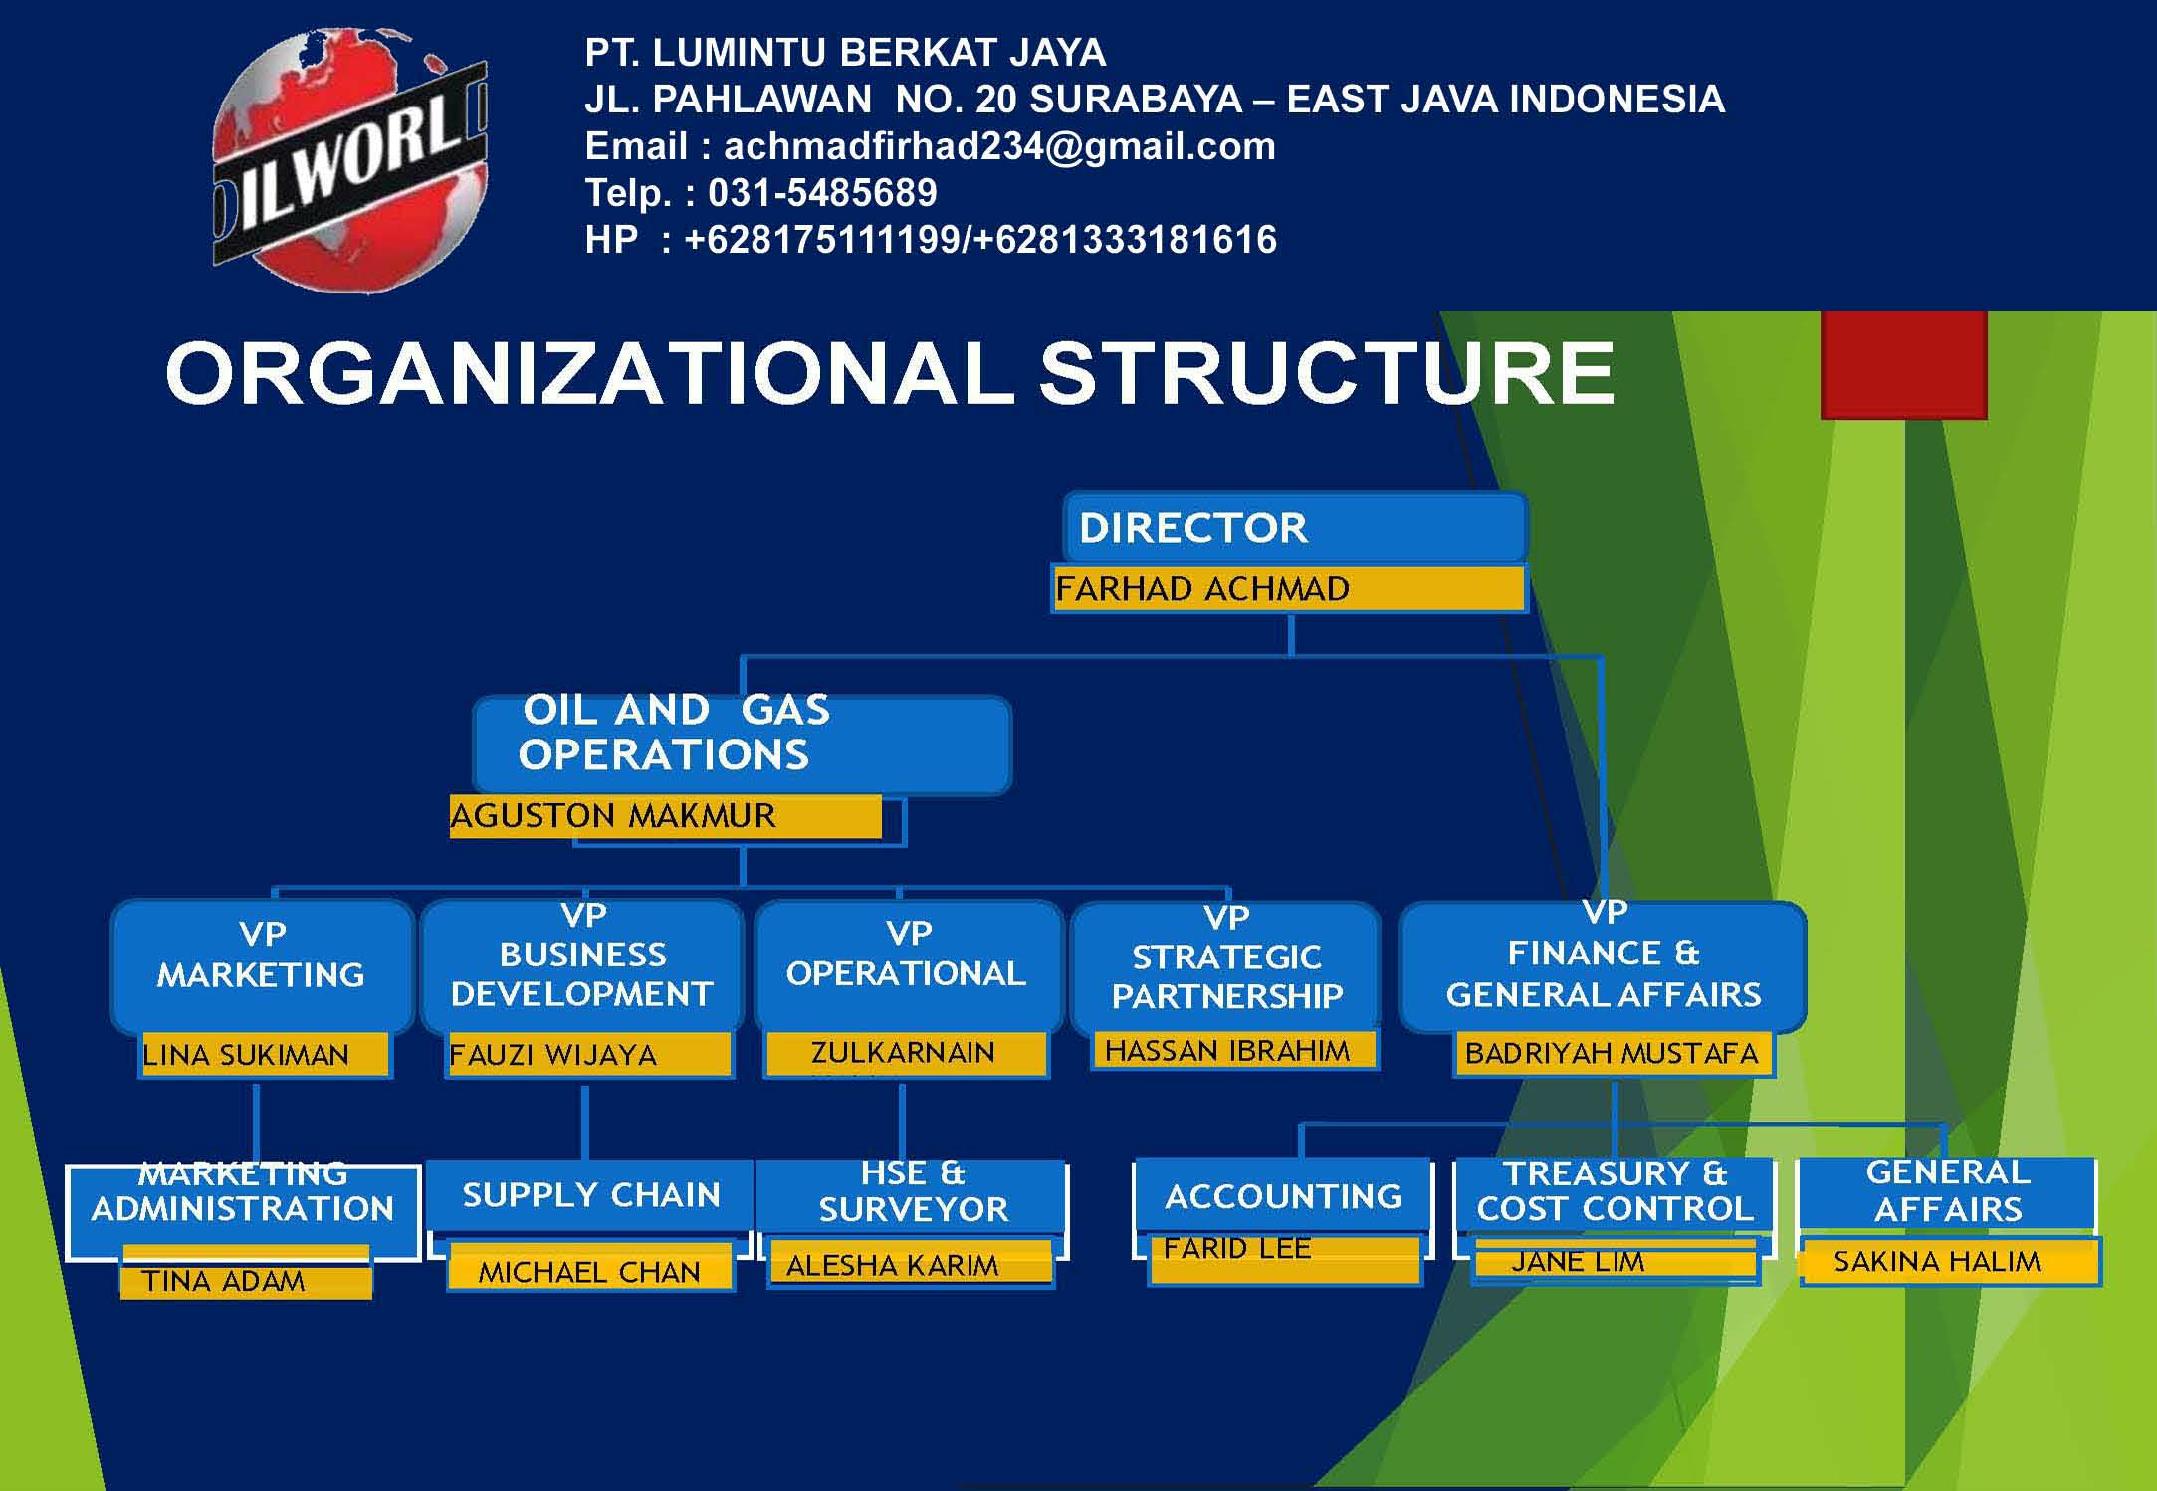 OILWORLD
PT. LUMINTU BERKAT JAYA
JL. PAHLAWAN  NO. 20 SURABAYA – EAST JAVA INDONESIA
Email : achmadfirhad234@gmail.com
Telp. : 031-5485689
HP  : +628175111199/+6281333181616
ORGANIZATIONAL STRUCTURE
DIRECTOR
FARHAD ACHMAD
OIL AND  GAS
OPERATIONS
AGUSTON MAKMUR
VP
MARKETING
LINA SUKIMAN
VP
BUSINESS
DEVELOPMENT
FAUZI WIJAYA
VP
OPERATIONAL
ZULKARNAIN
VP
STRATEGIC
PARTNERSHIP
HASSAN IBRAHIM
VP
FINANCE &
GENERAL AFFAIRS
BADRIYAH MUSTAFA
MARKETING
ADMINISTRATION
TINA ADAM
SUPPLY CHAIN
MICHAEL CHAN
HSE &
SURVEYOR
ALESHA KARIM
ACCOUNTING
FARID LEE
TREASURY &
COST CONTROL
JANE LIM
GENERAL
AFFAIRS
SAKINA HALIM